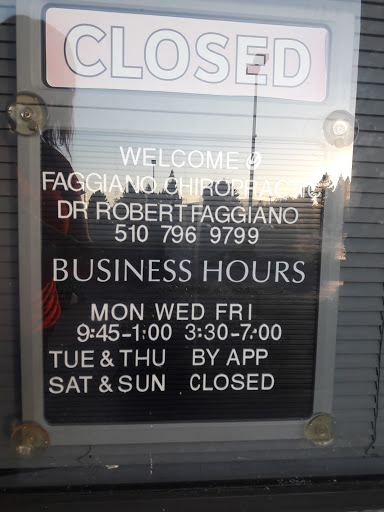 CLOSED
WELCOME
FAGGIANO CHIROPRACTIC
DR ROBERT FAGGIANO
510 796 9799
BUSINESS HOURS
MON WED FRI
9:45-1:00 3:30-7:00
TUE & THU BY APP
SAT & SUN CLOSED